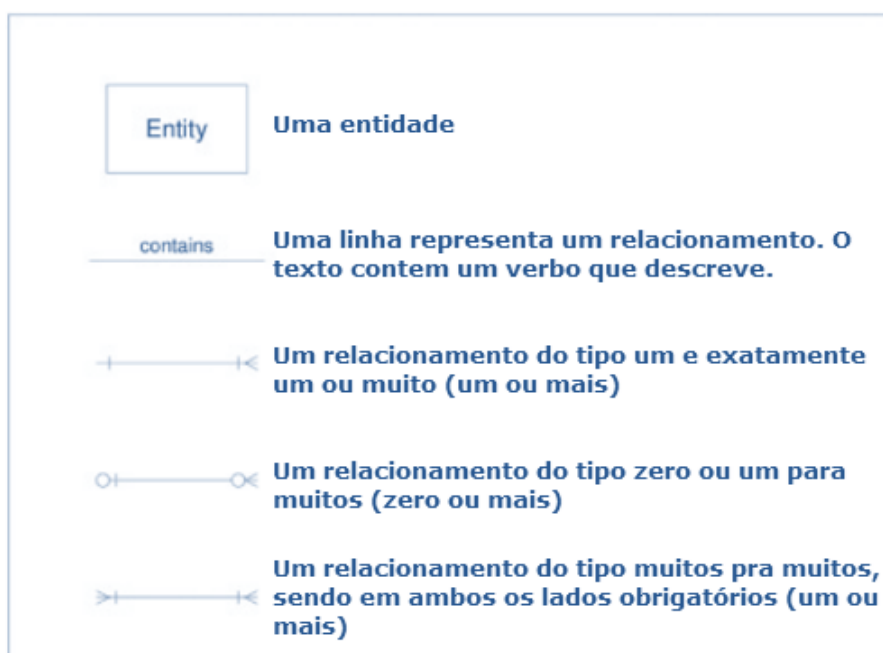 Entity
Uma entidade
contains
Uma linha representa um relacionamento. O
texto contem um verbo que descreve.
Um relacionamento do tipo um e exatamente
um ou muito (um ou mais)
Um relacionamento do tipo zero ou um para
muitos (zero ou mais)
Um relacionamento do tipo muitos pra muitos,
sendo em ambos os lados obrigatórios (um ou
mais)